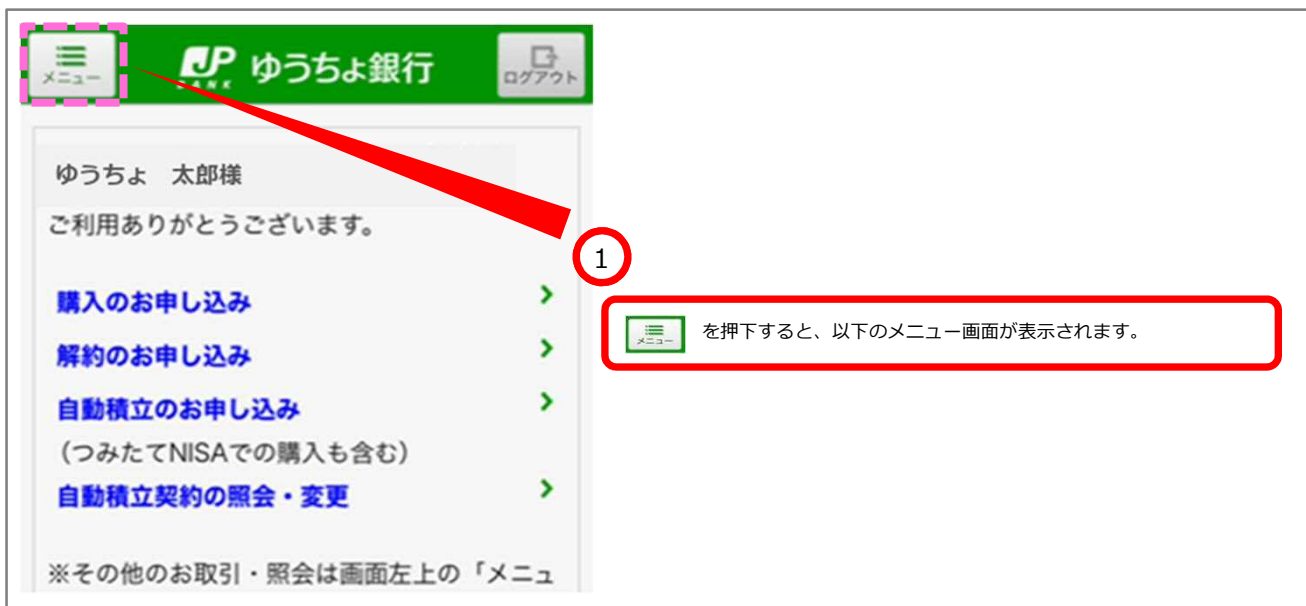 メニュー
JP BANK ゆうちょ銀行
ログアウト
ゆうちょ　太郎様
ご利用ありがとうございます。
購入のお申し込み
解約のお申し込み
自動積立のお申し込み
（つみたてNISAでの購入も含む）
自動積立契約の照会・変更
※その他のお取引・照会は画面左上の「メニュ
1
メニュー を押下すると、以下のメニュー画面が表示されます。